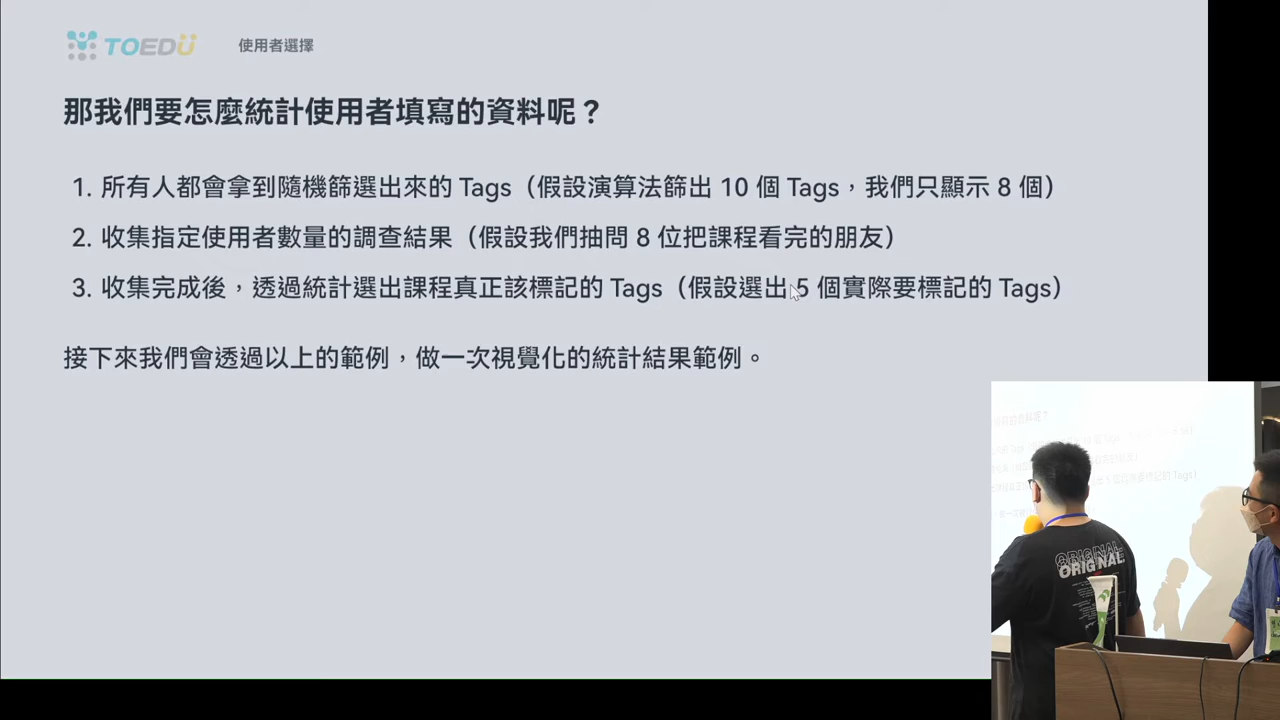 TOEDU 使用者選擇
那我們要怎麼統計使用者填寫的資料呢？
1. 所有人都會拿到隨機篩選出來的 Tags（假設演算法篩出 10 個 Tags，我們只顯示 8 個）
2. 收集指定使用者數量的調查結果（假設我們抽問 8 位把課程看完的朋友）
3. 收集完成後，透過統計選出課程真正該標記的 Tags（假設選出 5 個實際要標記的 Tags）
接下來我們會透過以上的範例，做一次視覺化的統計結果範例。
ORIGINAL
ORIGINAL